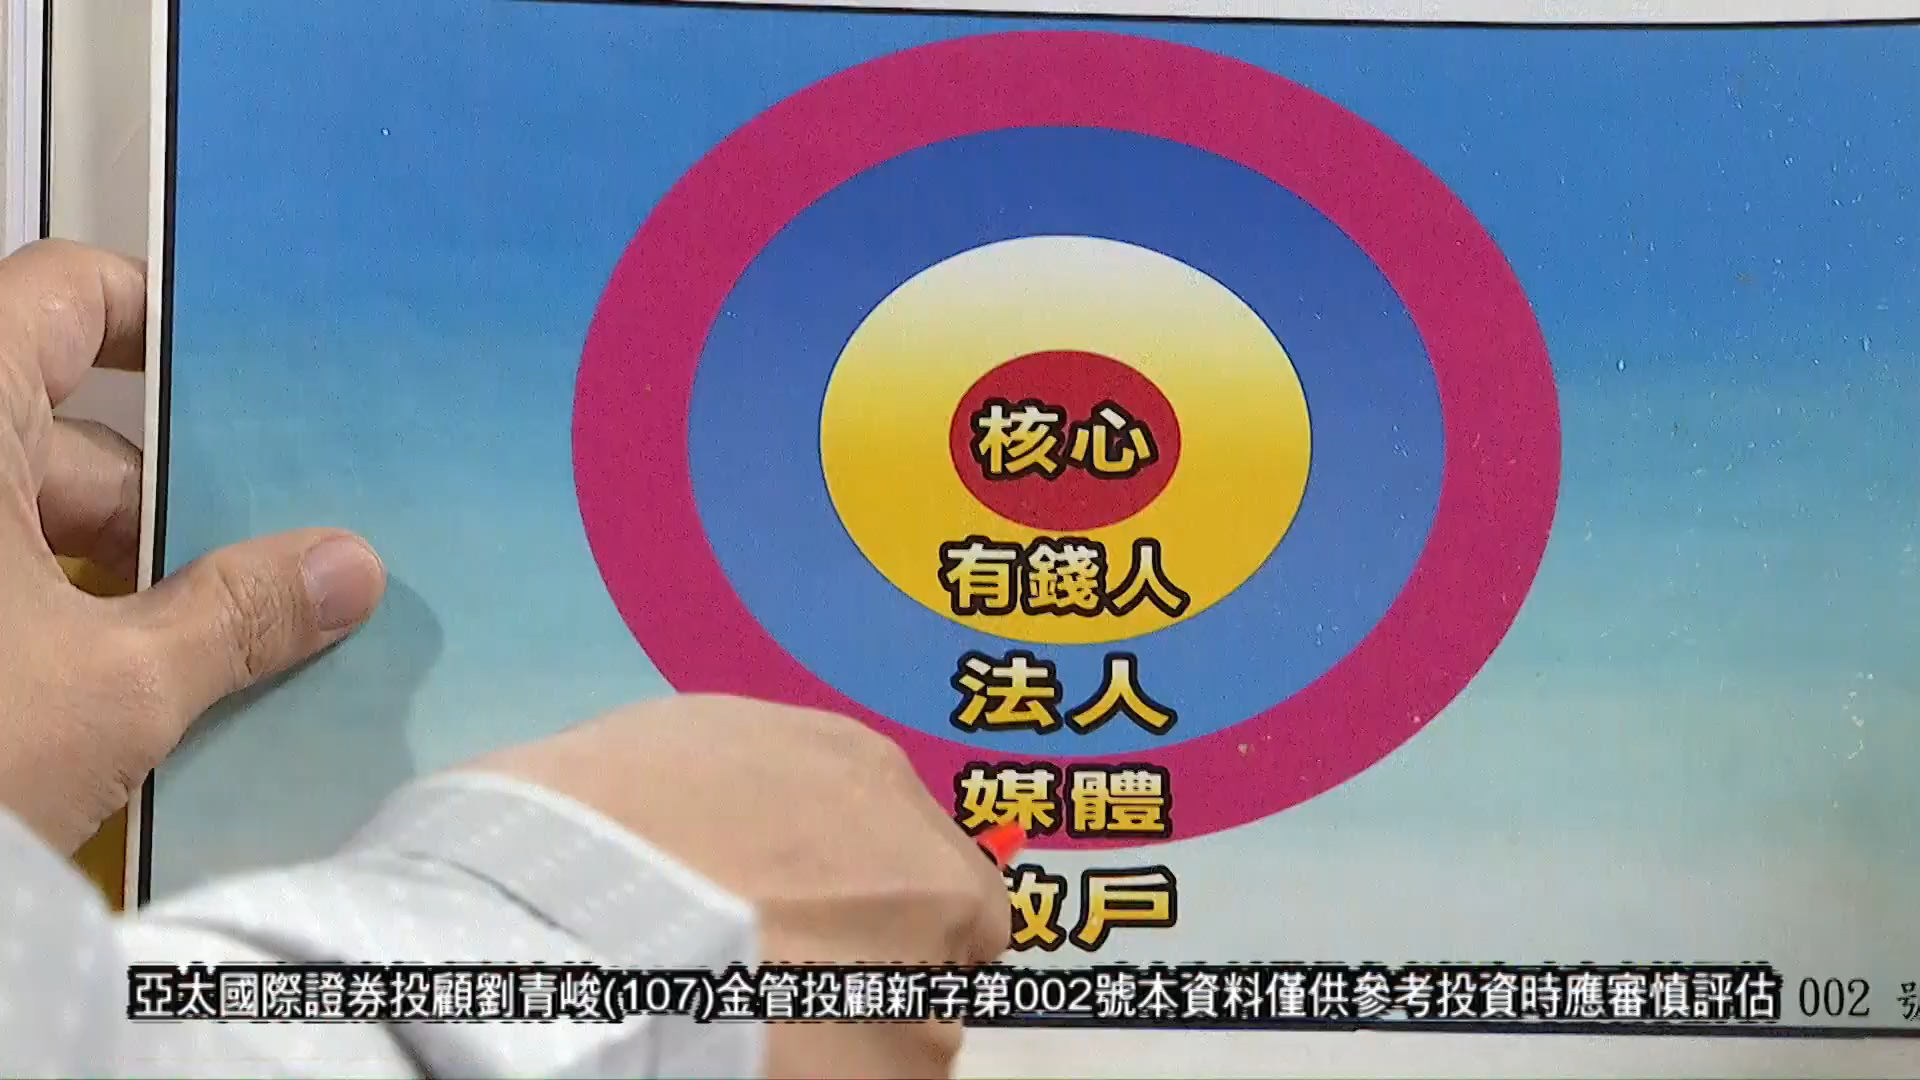 核心
有錢人
法人
媒體
散戶
亞太國際證券投顧劉青峻(107)金管投顧新字第002號本資料僅供參考投資時應審慎評估
002 號